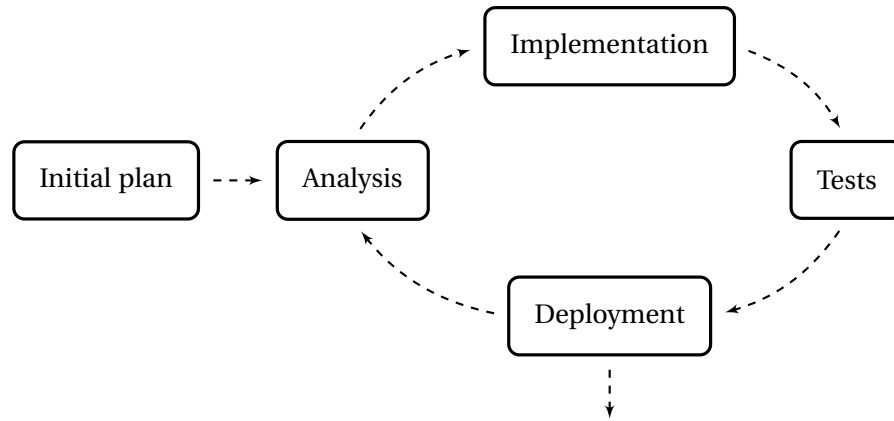 Implementation
Initial plan
Analysis
Tests
Deployment